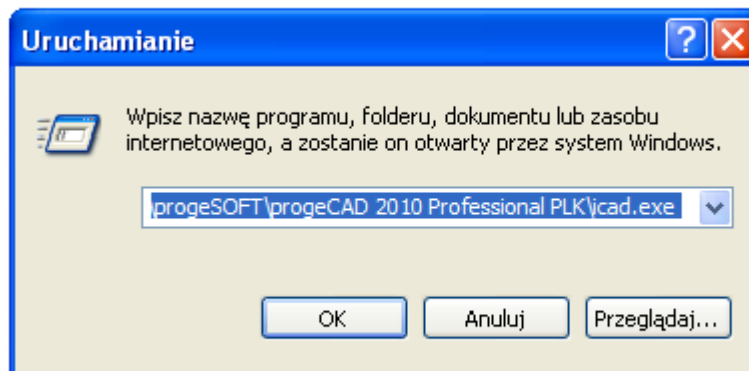 Uruchamianie
Wpisz nazwę programu, folderu, dokumentu lub zasobu
internetowego, a zostanie on otwarty przez system Windows.
\progeSOFT\progeCAD 2010 Professional PLK\icad.exe
OK
Anuluj
Przeglądaj...